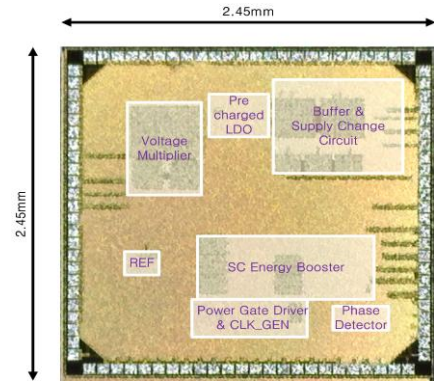 2.45mm
2.45mm
Pre
charged
LDO
Buffer &
Supply Change
Circuit
Voltage
Multiplier
REF
SC Energy Booster
Power Gate Driver
& CLK_GEN
Phase
Detector